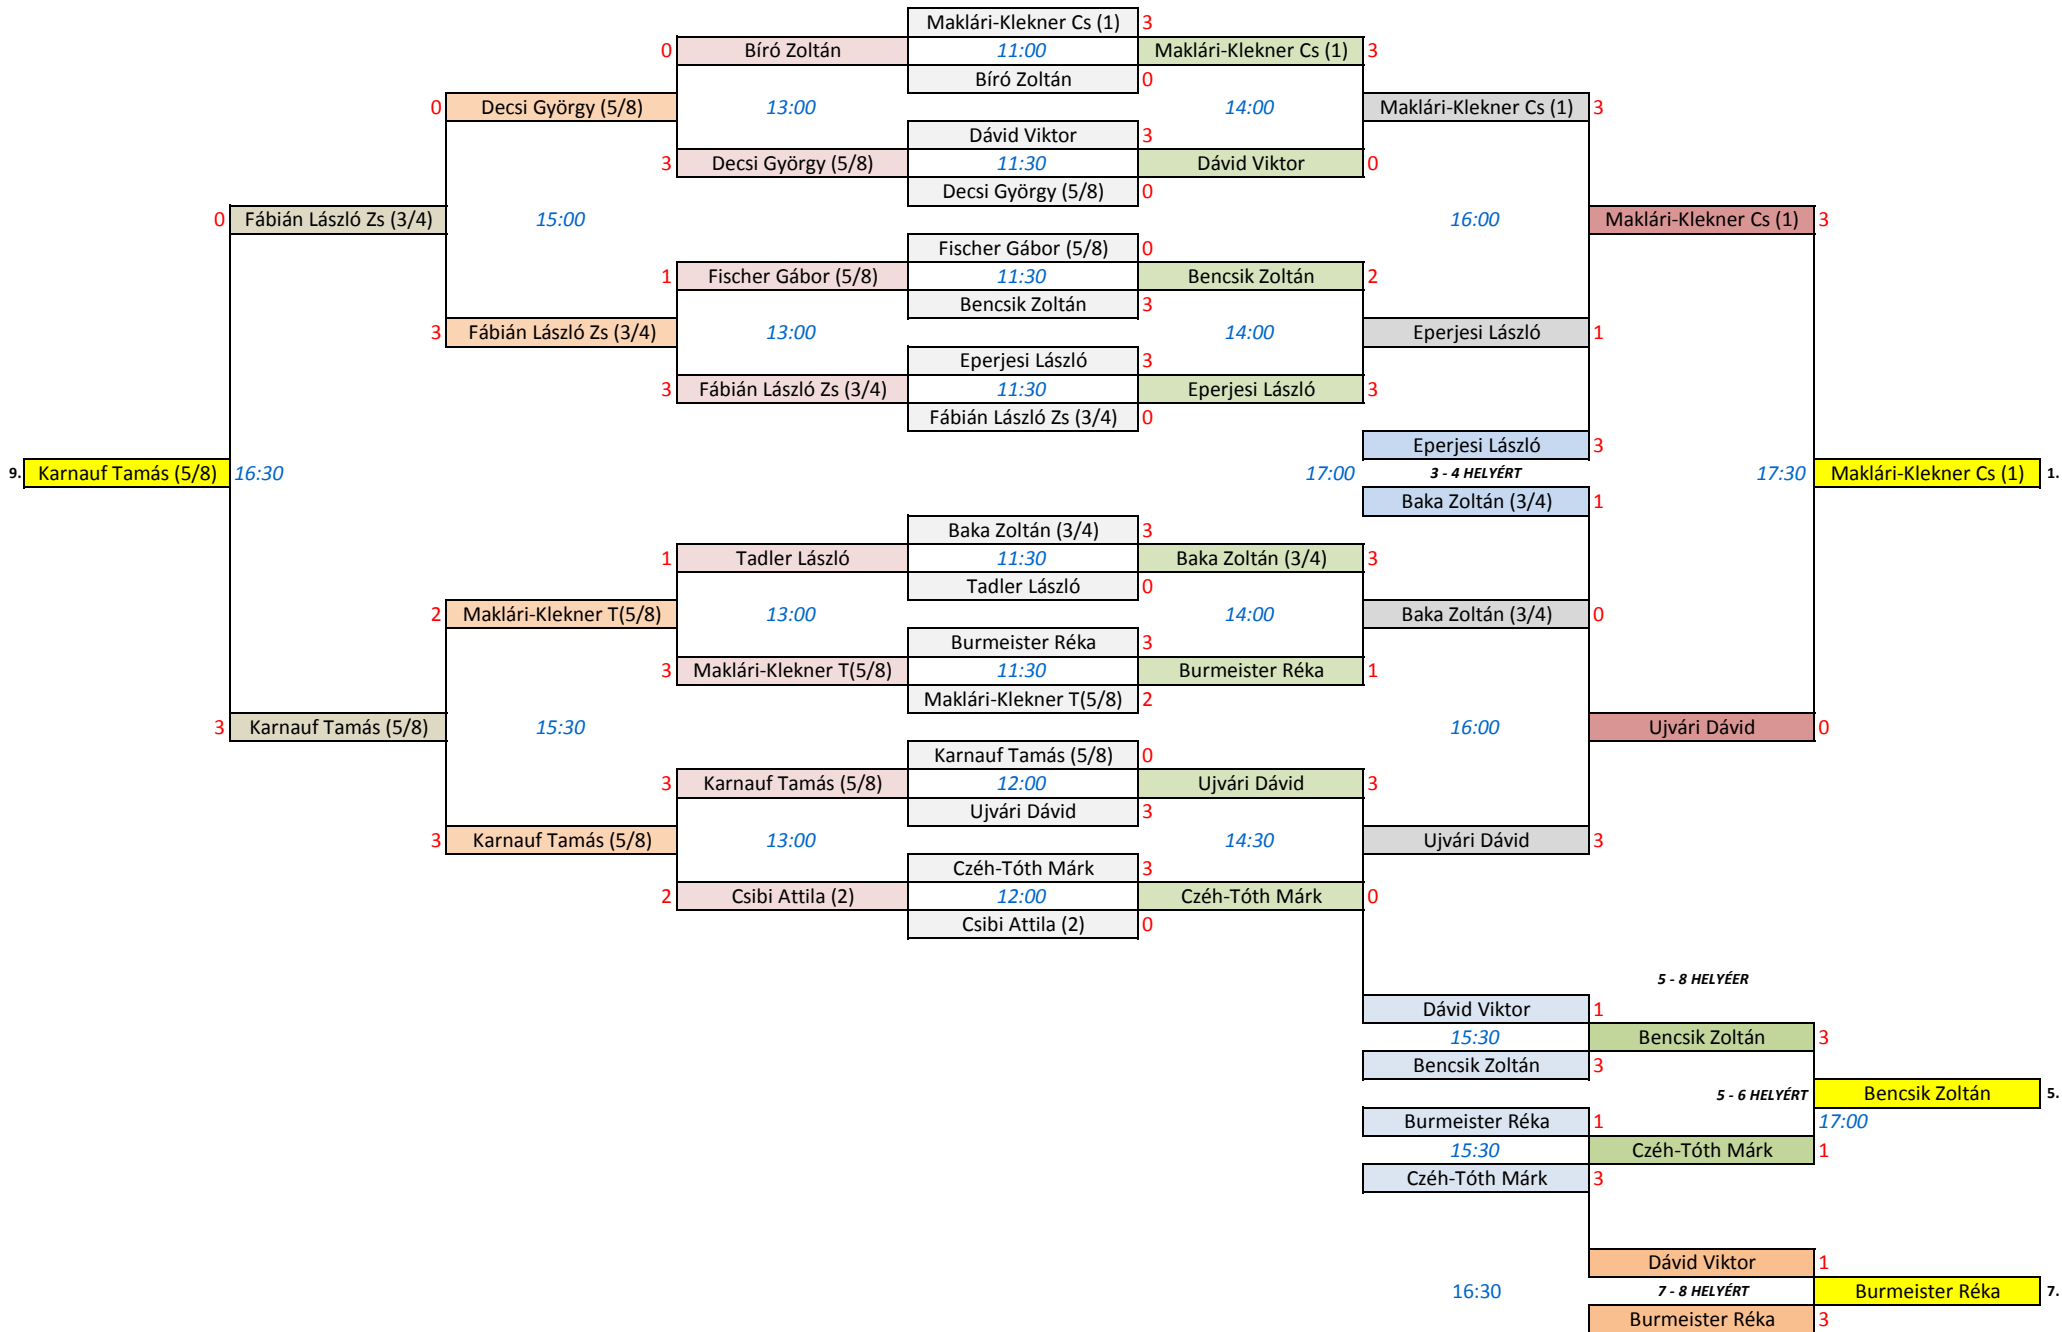 Maklári-Klekner Cs (1) 3
0 Bíró Zoltán 11:00 Maklári-Klekner Cs (1) 3
Bíró Zoltán 0
0 Decsi György (5/8) 13:00 14:00 Maklári-Klekner Cs (1) 3
Dávid Viktor 3
3 Decsi György (5/8) 11:30 Dávid Viktor 0
Decsi György (5/8) 0
0 Fábián László Zs (3/4) 15:00 16:00 Maklári-Klekner Cs (1) 3
Fischer Gábor (5/8) 0
1 Fischer Gábor (5/8) 11:30 Bencsik Zoltán 2
Bencsik Zoltán 3
3 Fábián László Zs (3/4) 13:00 14:00 Eperjesi László 1
Eperjesi László 3
3 Fábián László Zs (3/4) 11:30 Eperjesi László 3
Fábián László Zs (3/4) 0
Eperjesi László 3
9. Karnauf Tamás (5/8) 16:30 17:00 3 - 4 HELYÉRT 17:30 Maklári-Klekner Cs (1) 1.
Baka Zoltán (3/4) 1
Baka Zoltán (3/4) 3
1 Tadler László 11:30 Baka Zoltán (3/4) 3
Tadler László 0
2 Maklári-Klekner T(5/8) 13:00 14:00 Baka Zoltán (3/4) 0
Burmeister Réka 3
3 Maklári-Klekner T(5/8) 11:30 Burmeister Réka 1
Maklári-Klekner T(5/8) 2
3 Karnauf Tamás (5/8) 15:30 16:00 Ujvári Dávid 0
Karnauf Tamás (5/8) 0
3 Karnauf Tamás (5/8) 12:00 Ujvári Dávid 3
Ujvári Dávid 3
3 Karnauf Tamás (5/8) 13:00 14:30 Ujvári Dávid 3
Czéh-Tóth Márk 3
2 Csibi Attila (2) 12:00 Czéh-Tóth Márk 0
Csibi Attila (2) 0
5 - 8 HELYÉER
Dávid Viktor 1
15:30 Bencsik Zoltán 3
Bencsik Zoltán 3
5 - 6 HELYÉRT Bencsik Zoltán 5.
Burmeister Réka 1 17:00
15:30 Czéh-Tóth Márk 1
Czéh-Tóth Márk 3
Dávid Viktor 1
16:30 7 - 8 HELYÉRT Burmeister Réka 7.
Burmeister Réka 3